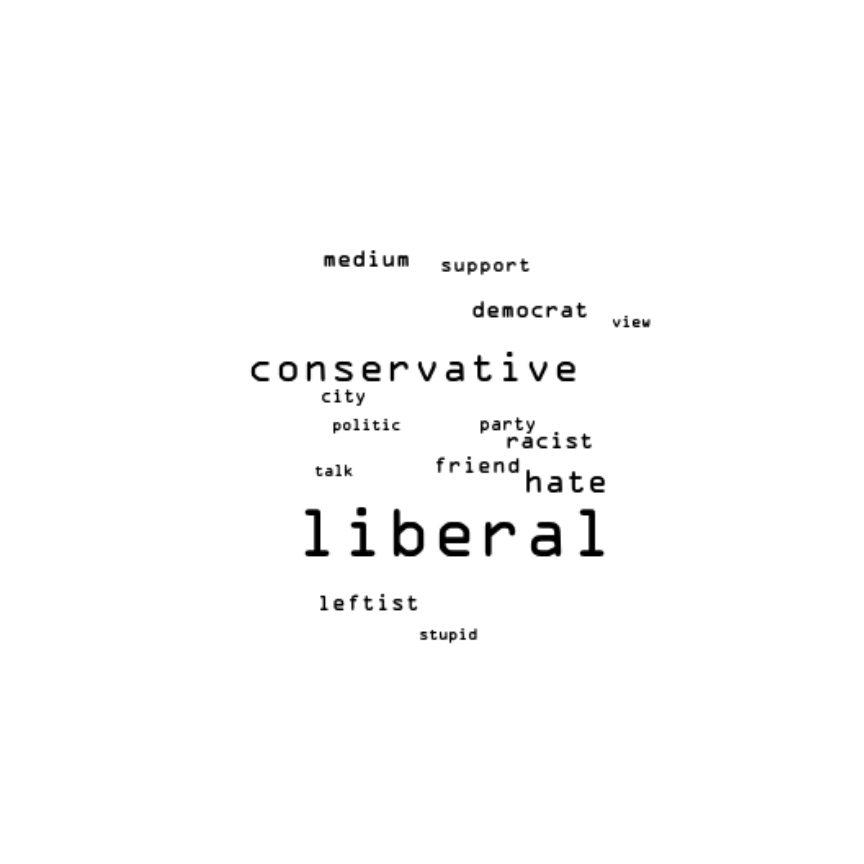 medium
support
democrat
view
conservative
city
politic
party
racist
friend
talk
hate
liberal
leftist
stupid